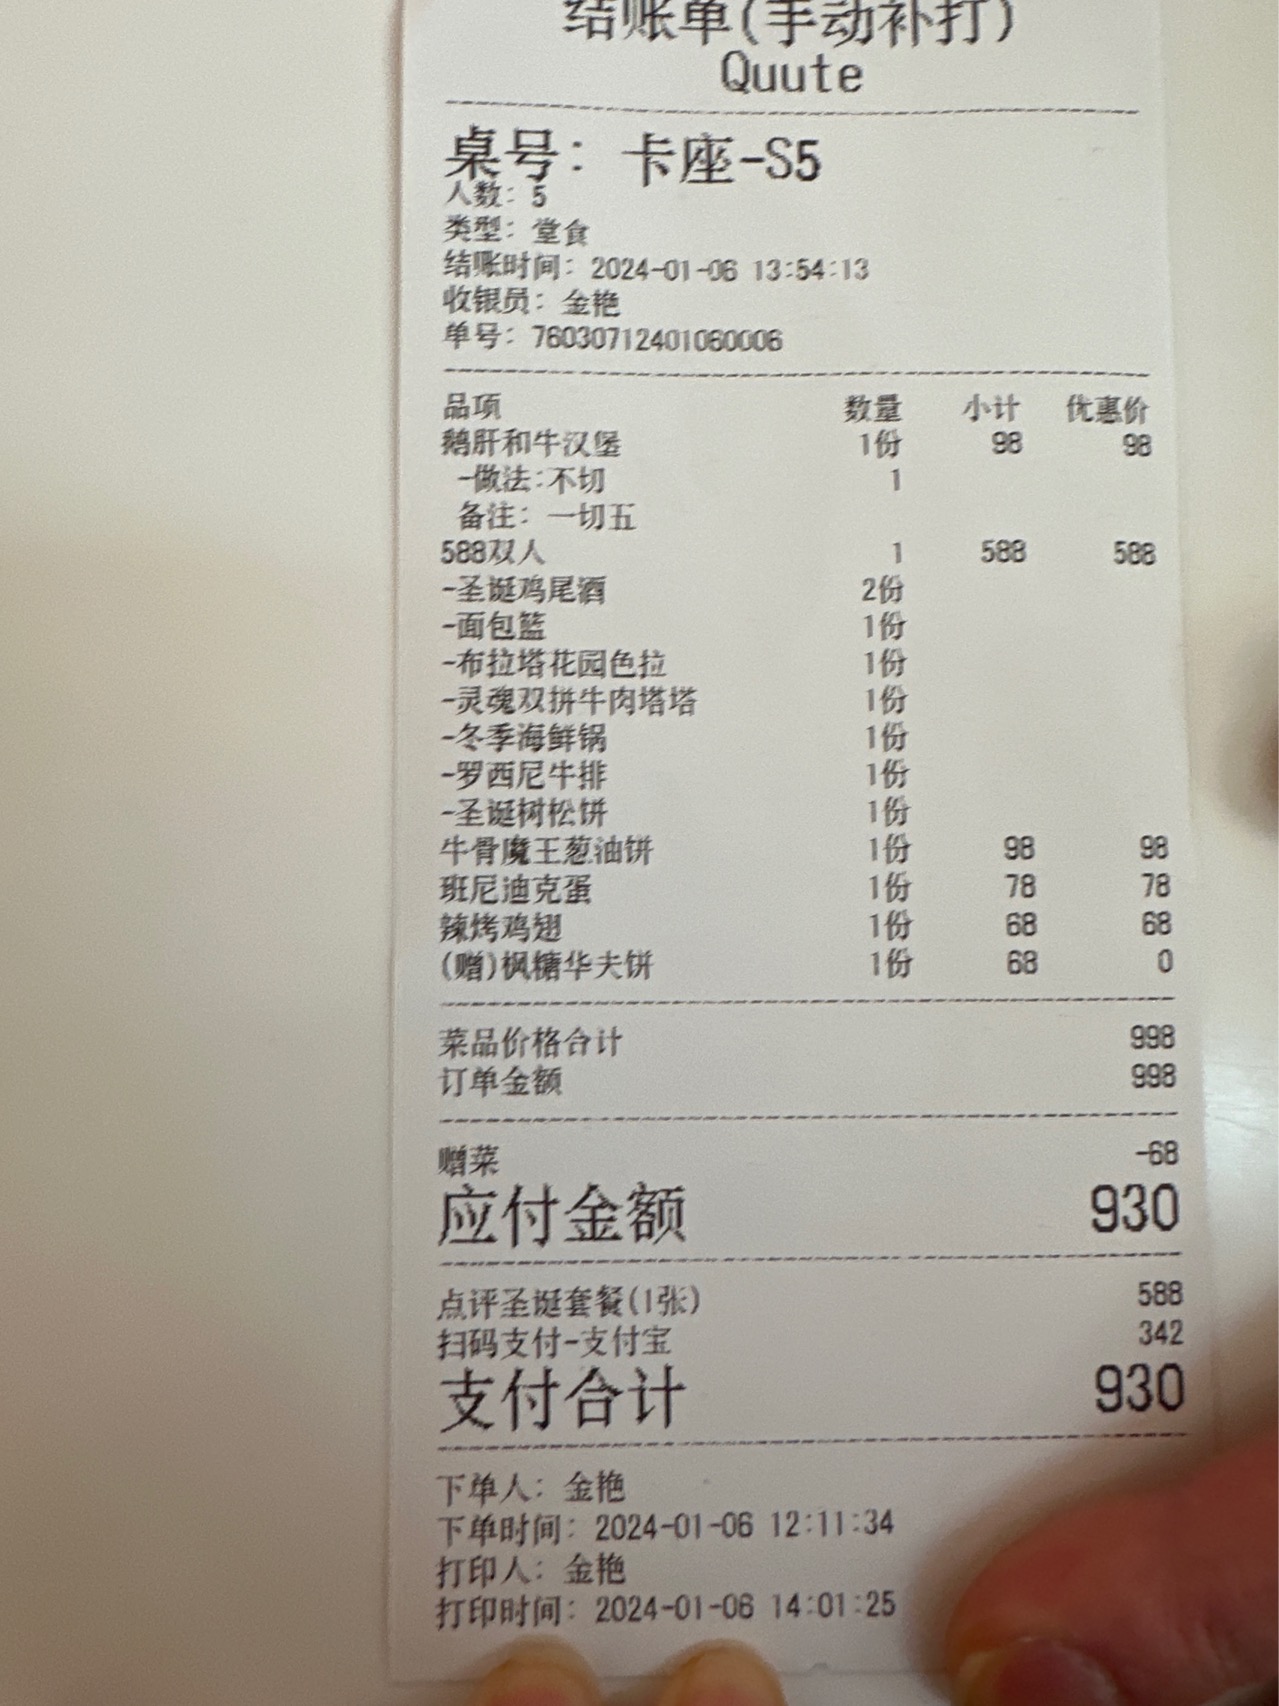 结账单(手动补打)
Quute
桌号: 卡座-S5
人数: 5
类型: 堂食
结账时间: 2024-01-06 13:54:13
收银员: 金艳
单号: 76030712401060006
品项 数量 小计 优惠价
鹅肝和牛汉堡 1份 98 98
-做法:不切 1
备注: 一切五
588双人 1 588 588
-圣诞鸡尾酒 2份
-面包篮 1份
-布拉塔花园色拉 1份
-灵魂双拼牛肉塔塔 1份
-冬季海鲜锅 1份
-罗西尼牛排 1份
-圣诞树松饼 1份
牛骨魔王葱油饼 1份 98 98
班尼迪克蛋 1份 78 78
辣烤鸡翅 1份 68 68
(赠)枫糖华夫饼 1份 68 0
菜品价格合计 998
订单金额 998
赠菜 -68
应付金额 930
点评圣诞套餐(1张) 588
扫码支付-支付宝 342
支付合计 930
下单人: 金艳
下单时间: 2024-01-06 12:11:34
打印人: 金艳
打印时间: 2024-01-06 14:01:25